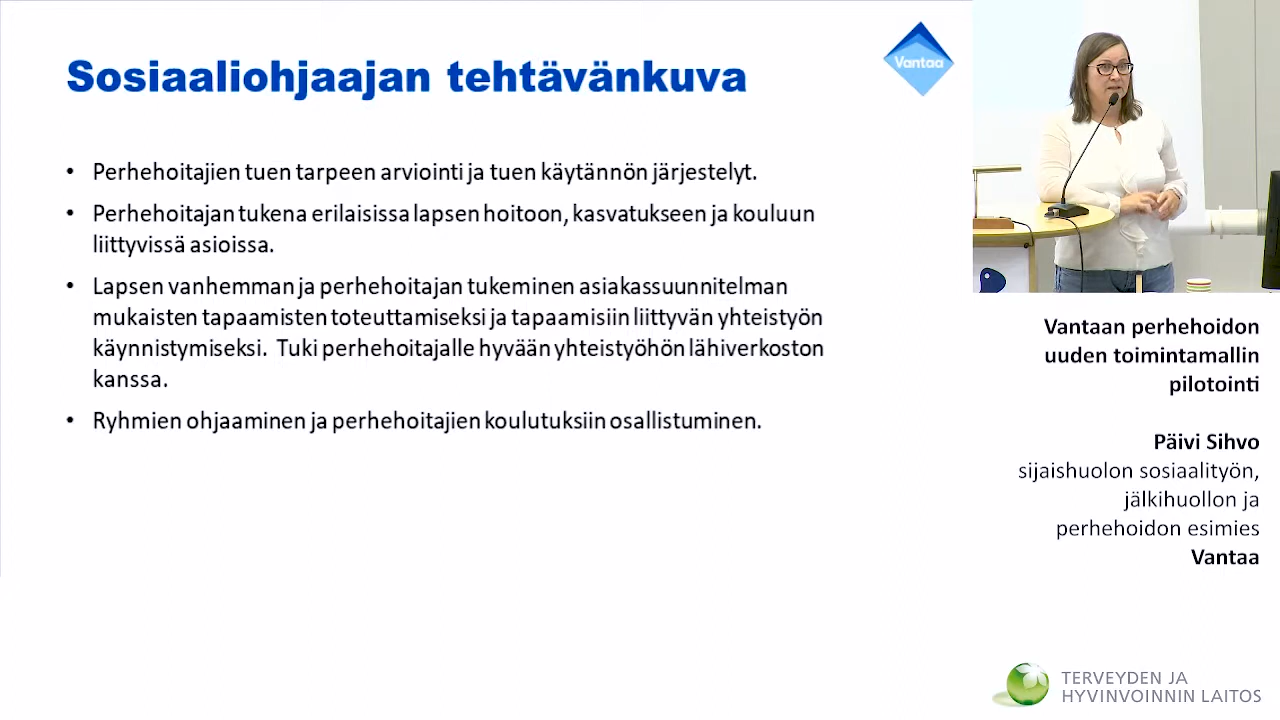 Sosiaaliohjaajan tehtävänkuva
Vantaa
• Perhehoitajien tuen tarpeen arviointi ja tuen käytännön järjestelyt.
• Perhehoitajan tukena erilaisissa lapsen hoitoon, kasvatukseen ja kouluun
liittyvissä asioissa.
• Lapsen vanhemman ja perhehoitajan tukeminen asiakassuunnitelman
mukaisten tapaamisten toteuttamiseksi ja tapaamisiin liittyvän yhteistyön
käynnistymiseksi. Tuki perhehoitajalle hyvään yhteistyöhön lähiverkoston
kanssa.
• Ryhmien ohjaaminen ja perhehoitajien koulutuksiin osallistuminen.
Vantaan perhehoidon
uuden toimintamallin
pilotointi
Päivi Sihvo
sijaishuolon sosiaalityön,
jälkihuollon ja
perhehoidon esimies
Vantaa
TERVEYDEN JA
HYVINVOINNIN LAITOS